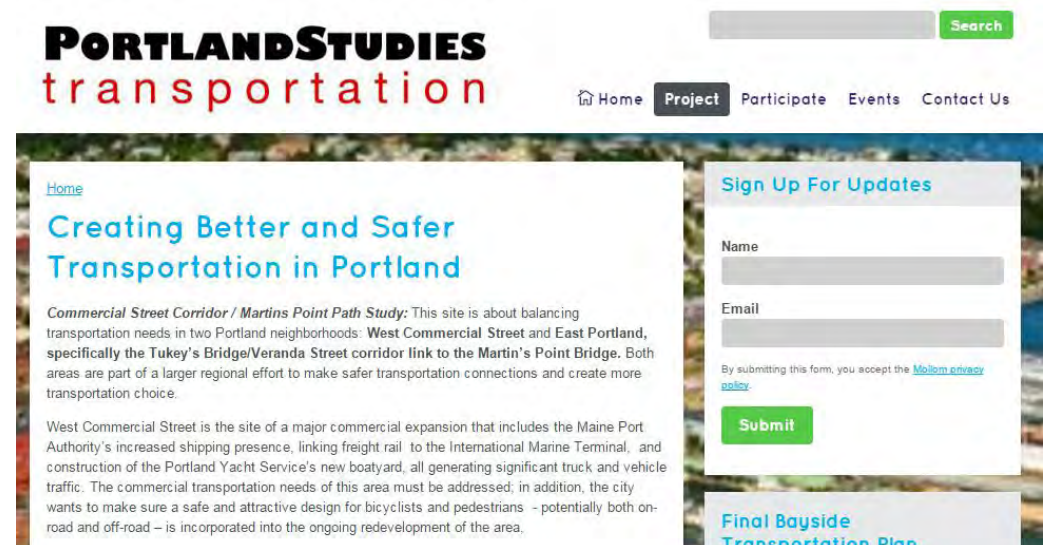 PORTLANDSTUDIES
transportation
Search
Home Project Participate Events Contact Us
Home
Creating Better and Safer
Transportation in Portland
Commercial Street Corridor / Martins Point Path Study: This site is about balancing
transportation needs in two Portland neighborhoods: West Commercial Street and East Portland,
specifically the Tukey's Bridge/Veranda Street corridor link to the Martin's Point Bridge. Both
areas are part of a larger regional effort to make safer transportation connections and create more
transportation choice.
West Commercial Street is the site of a major commercial expansion that includes the Maine Port
Authority's increased shipping presence, linking freight rail to the International Marine Terminal, and
construction of the Portland Yacht Service's new boatyard, all generating significant truck and vehicle
traffic. The commercial transportation needs of this area must be addressed; in addition, the city
wants to make sure a safe and attractive design for bicyclists and pedestrians - potentially both on-
road and off-road – is incorporated into the ongoing redevelopment of the area.
Sign Up For Updates
Name
Email
By submitting this form, you accept the Mollom privacy
policy.
Submit
Final Bayside
Transportation Plan